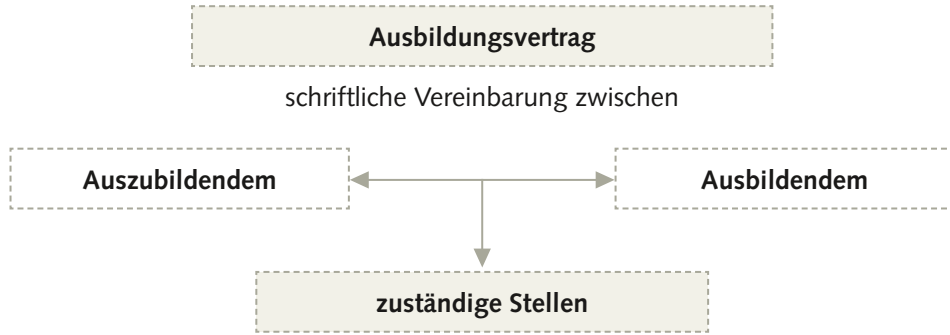 Ausbildungsvertrag
schriftliche Vereinbarung zwischen
Auszubildendem
Ausbildendem
zuständige Stellen